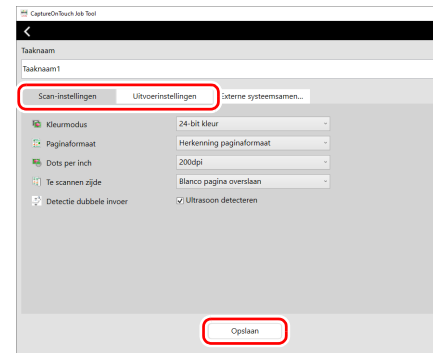 CaptureOnTouch Job Tool
Taaknaam
Taaknaam1
Scan-instellingen Uitvoerinstellingen Externe systeemsamen...
Kleurmodus 24-bit kleur
Paginaformaat Herkenning paginaformaat
Dots per inch 200dpi
Te scannen zijde Blanco pagina overslaan
Detectie dubbele invoer Ultrasoon detecteren
Opslaan